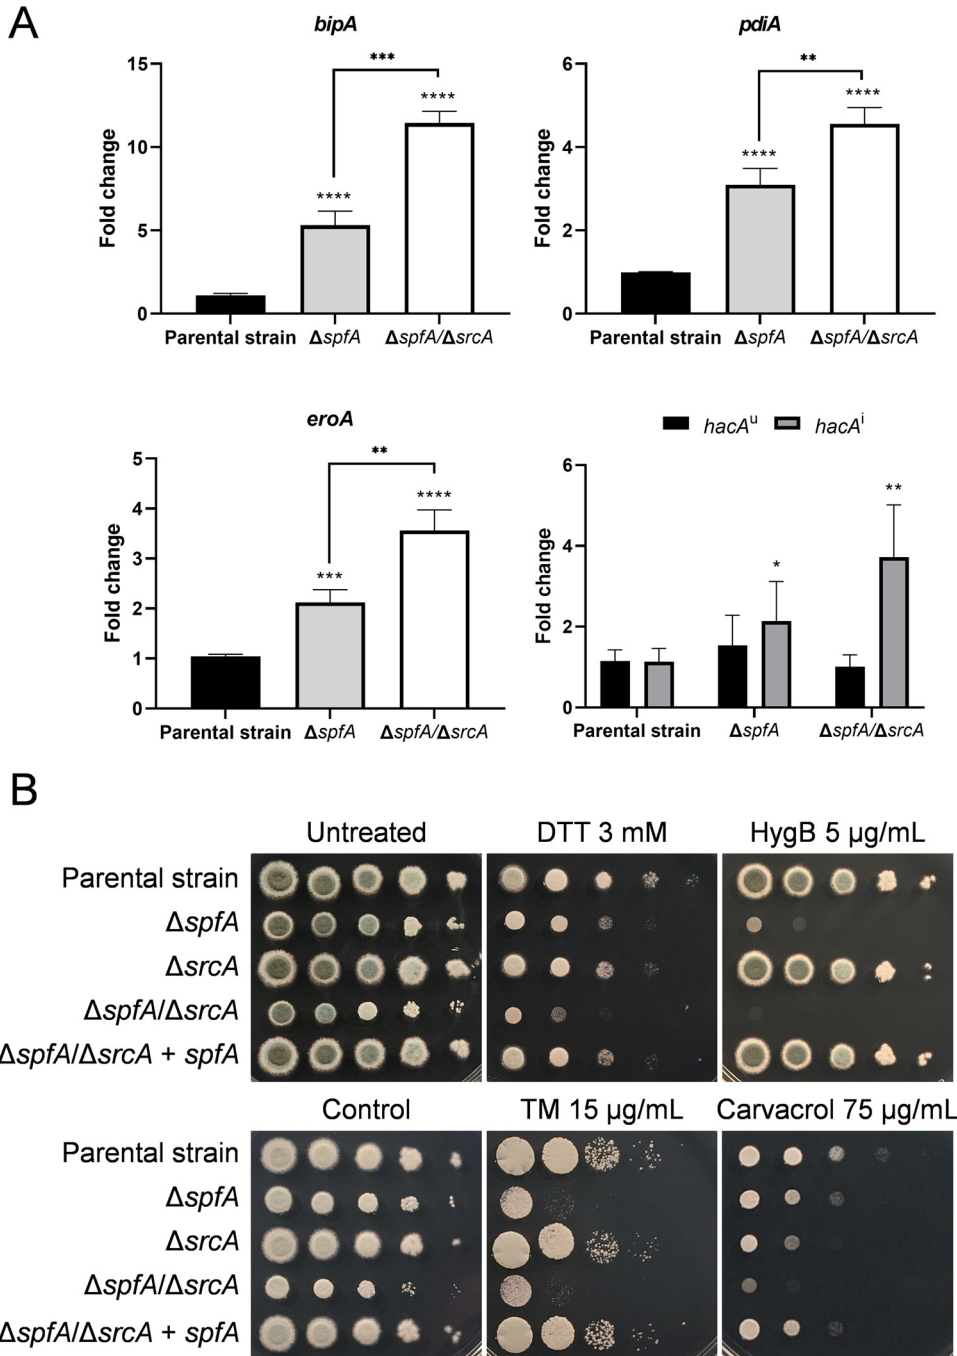 A
bipA
pdiA
15
10
5
0
Fold change
***
****
****
Parental strain ΔspfA ΔspfA/ΔsrcA
6
4
2
0
Fold change
**
****
****
Parental strain ΔspfA ΔspfA/ΔsrcA
eroA
5
4
3
2
1
0
Fold change
**
***
****
Parental strain ΔspfA ΔspfA/ΔsrcA
hacAᵘ hacAⁱ
6
4
2
0
Fold change
*
**
Parental strain ΔspfA ΔspfA/ΔsrcA
B
Untreated DTT 3 mM HygB 5 µg/mL
Parental strain
ΔspfA
ΔsrcA
ΔspfA/ΔsrcA
ΔspfA/ΔsrcA + spfA
Control TM 15 µg/mL Carvacrol 75 µg/mL
Parental strain
ΔspfA
ΔsrcA
ΔspfA/ΔsrcA
ΔspfA/ΔsrcA + spfA